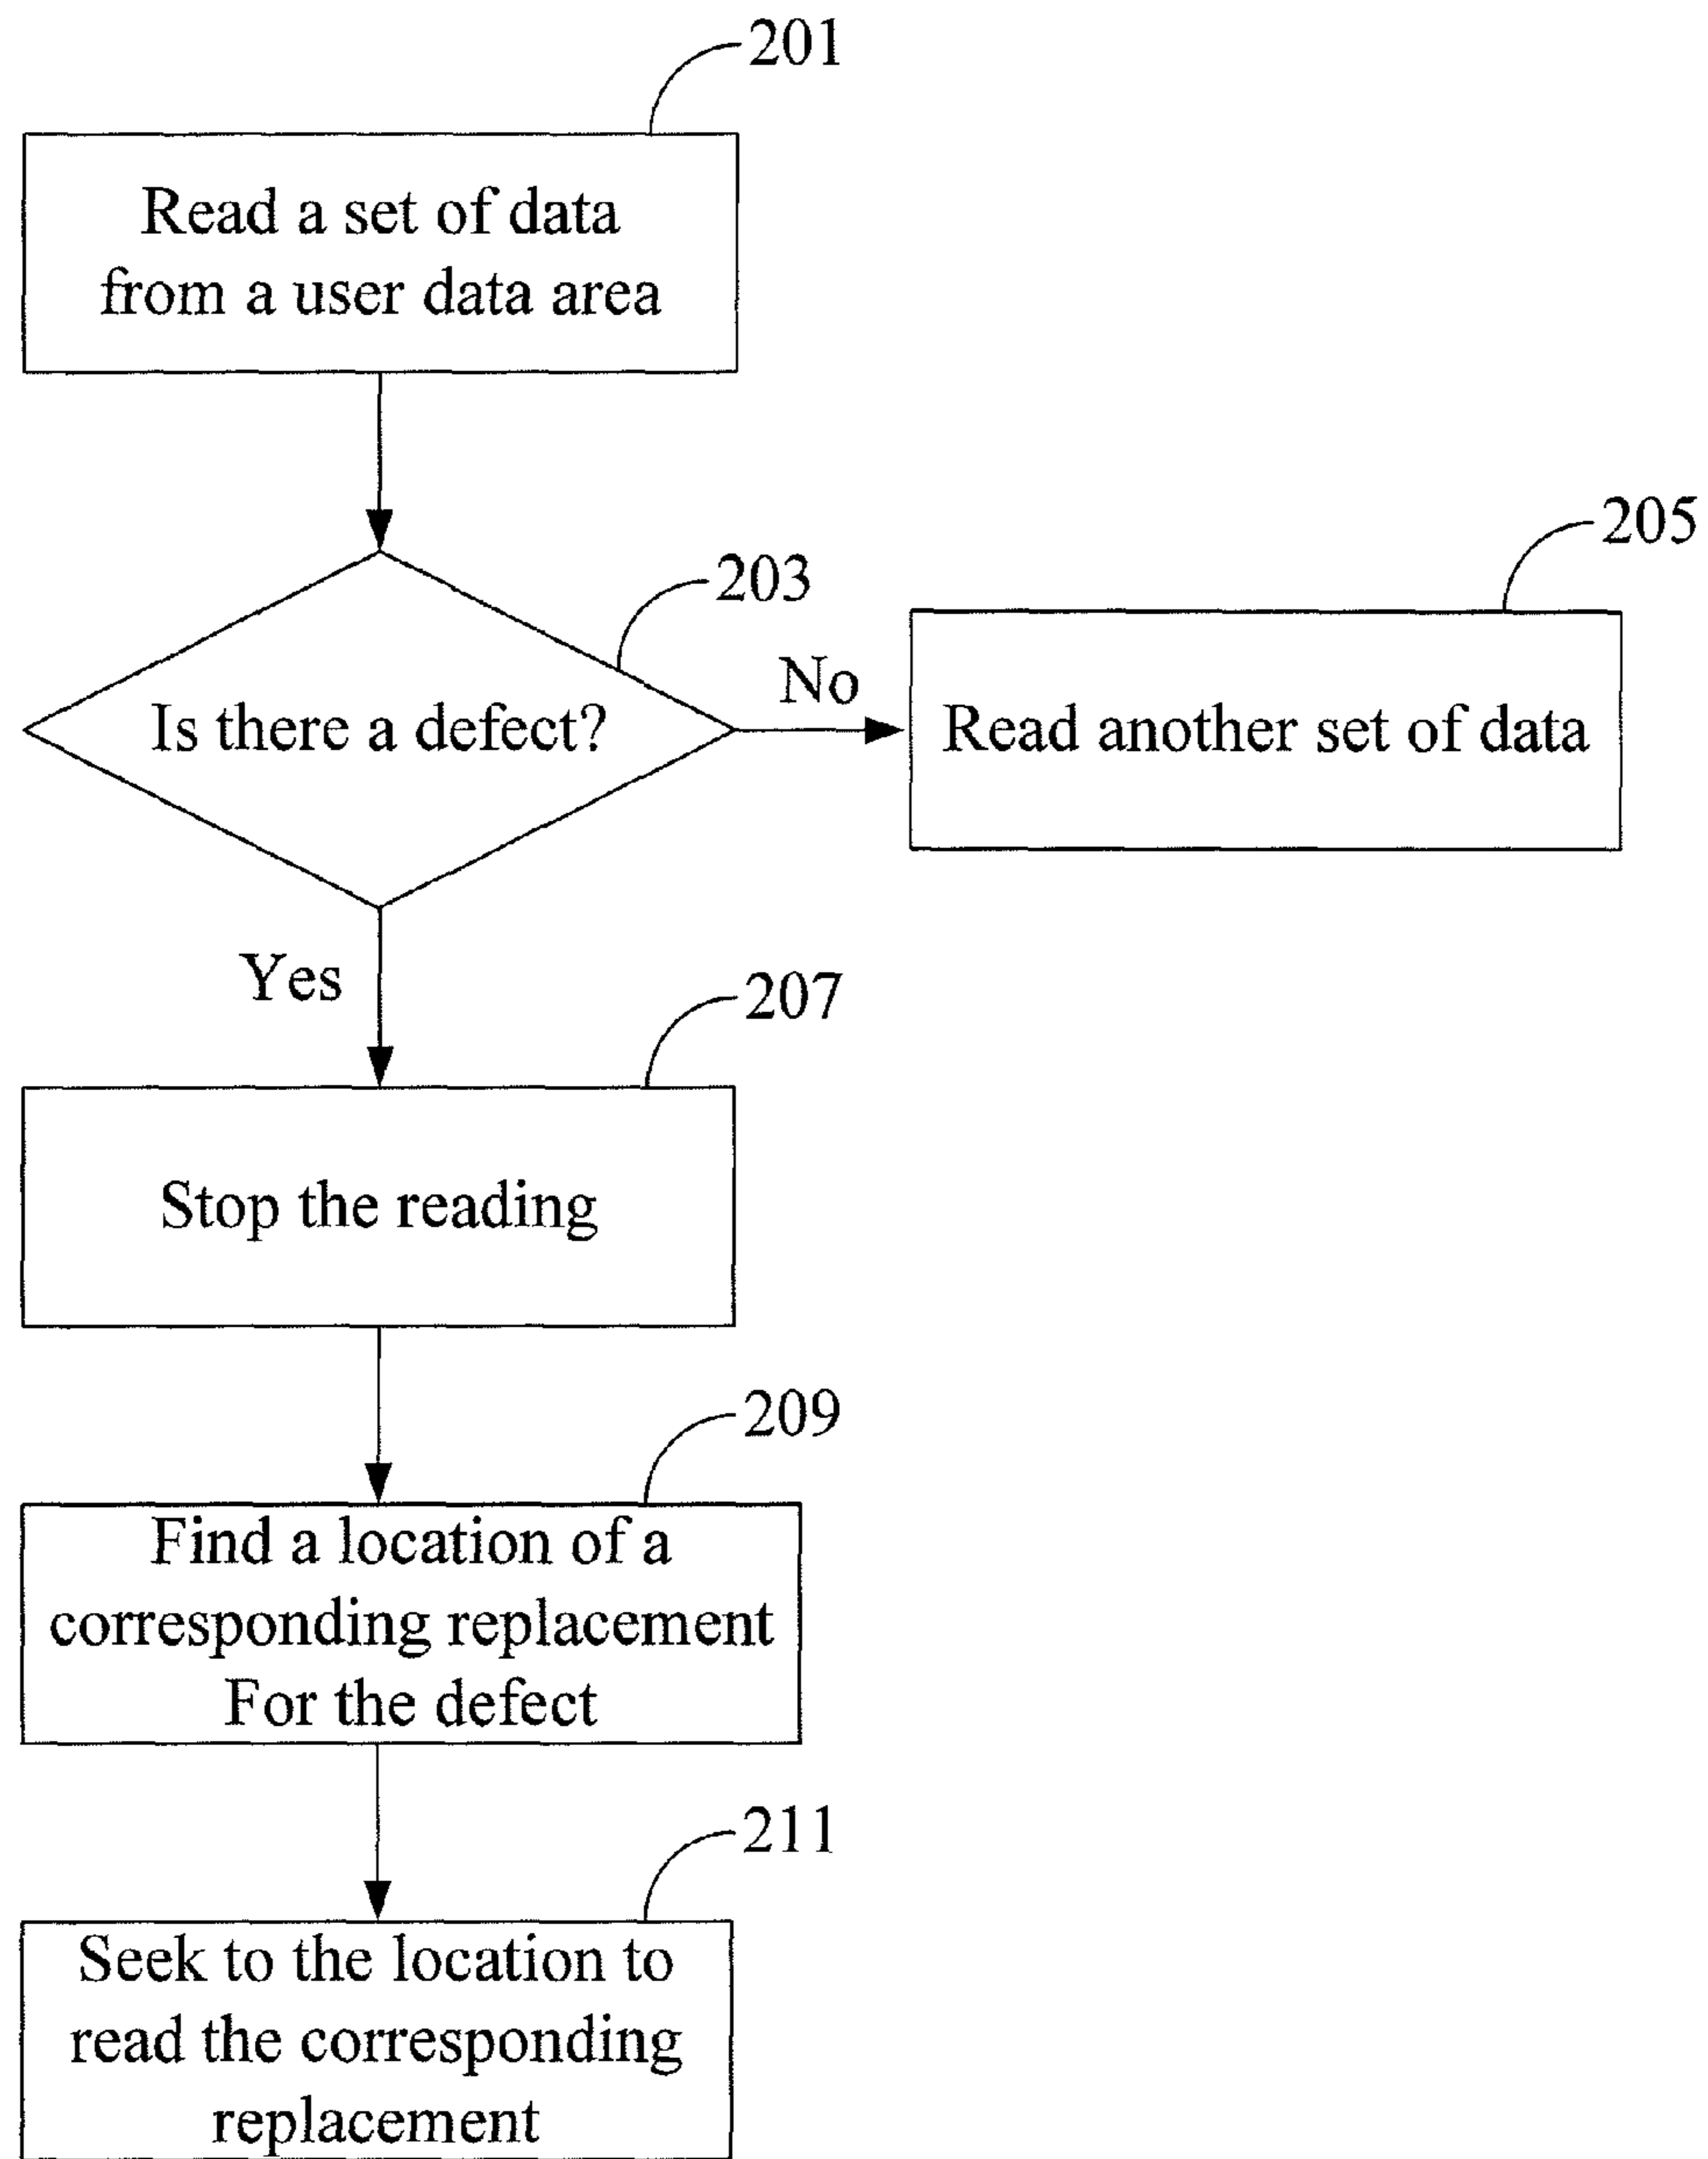 201
Read a set of data
from a user data area
203
205
Is there a defect?
No
Read another set of data
Yes
207
Stop the reading
209
Find a location of a
corresponding replacement
For the defect
211
Seek to the location to
read the corresponding
replacement